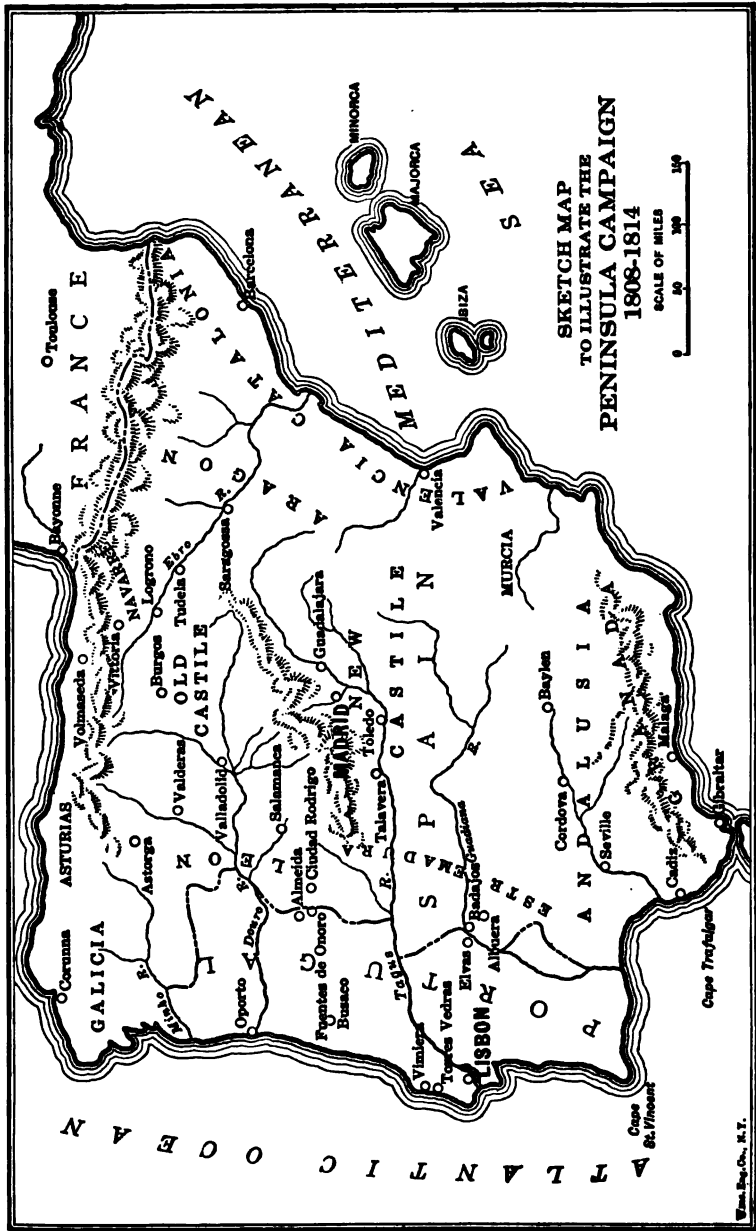 SKETCH MAP
TO ILLUSTRATE THE
PENINSULA CAMPAIGN
1808-1814
SCALE OF MILES
0 50 100 150
ATLANTIC OCEAN
MEDITERRANEAN SEA
FRANCE
Toulouse
Bayonne
GALICIA
Corunna
ASTURIAS
Volmaseda
Vittoria
NAVARRE
Astorga
Valderas
Burgos
Logrono
Tudela
R. Ebro
Saragossa
ARAGON
CATALONIA
Barcelona
MINORCA
MAJORCA
IBIZA
R. Minho
LEON
OLD
CASTILE
Valladolid
Salamanca
Oporto
R. Douro
Almeida
Ciudad Rodrigo
Fuentes de Onoro
Busaco
Guadalajara
MADRID
NEW CASTILE
Toledo
Talavera
R. Tagus
VALENCIA
Valencia
SPAIN
PORTUGAL
Vimiera
Torres Vedras
LISBON
Elvas
Badajos
Albuera
R. Guadiana
ESTREMADURA
MURCIA
Baylen
Cordova
Seville
ANDALUSIA
GRANADA
Malaga
Cadiz
Gibraltar
Cape Trafalgar
Cape
St. Vincent
Eng. Co., N.Y.